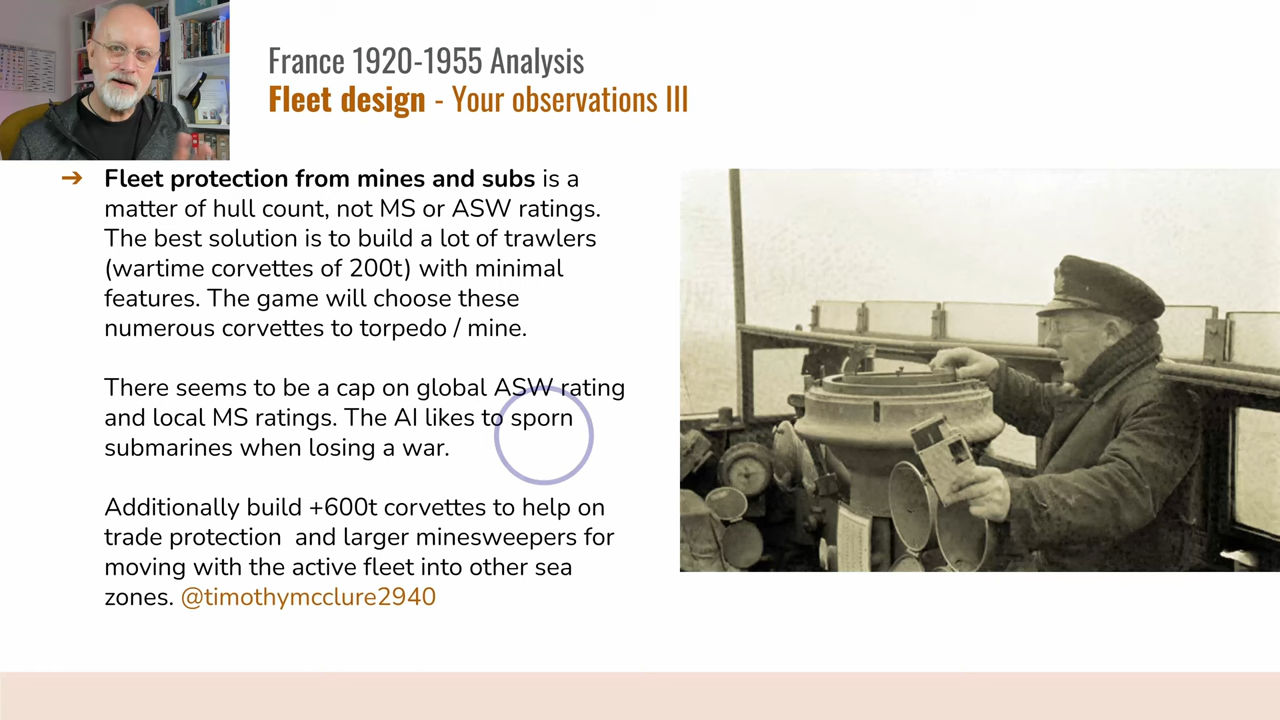 France 1920-1955 Analysis
Fleet design - Your observations III
➔ Fleet protection from mines and subs is a
matter of hull count, not MS or ASW ratings.
The best solution is to build a lot of trawlers
(wartime corvettes of 200t) with minimal
features. The game will choose these
numerous corvettes to torpedo / mine.
There seems to be a cap on global ASW rating
and local MS ratings. The AI likes to sporn
submarines when losing a war.
Additionally build +600t corvettes to help on
trade protection and larger minesweepers for
moving with the active fleet into other sea
zones. @timothymcclure2940